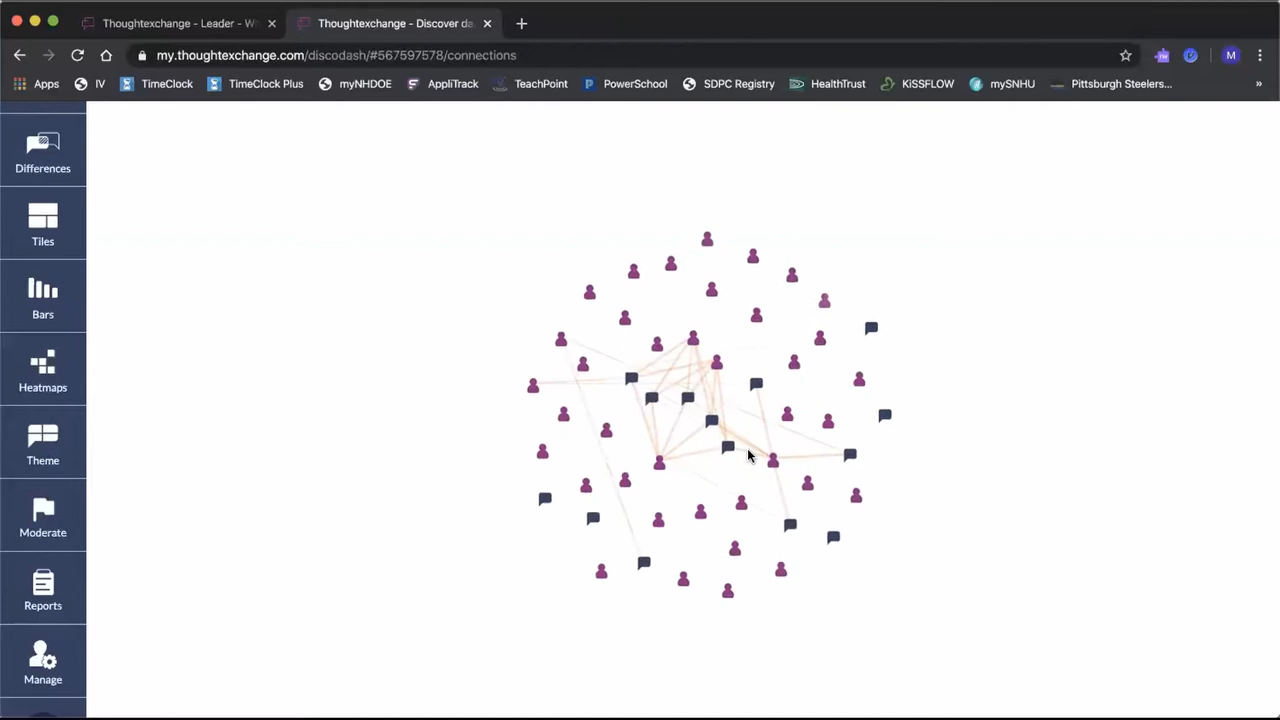 Thoughtexchange - Leader - Wh
Thoughtexchange - Discover da
my.thoughtexchange.com/discodash/#567597578/connections
M
Apps
IV
TimeClock
TimeClock Plus
myNHDOE
AppliTrack
TeachPoint
PowerSchool
SDPC Registry
HealthTrust
KISSFLOW
mySNHU
Pittsburgh Steelers...
Differences
Tiles
Bars
Heatmaps
Theme
Moderate
Reports
Manage